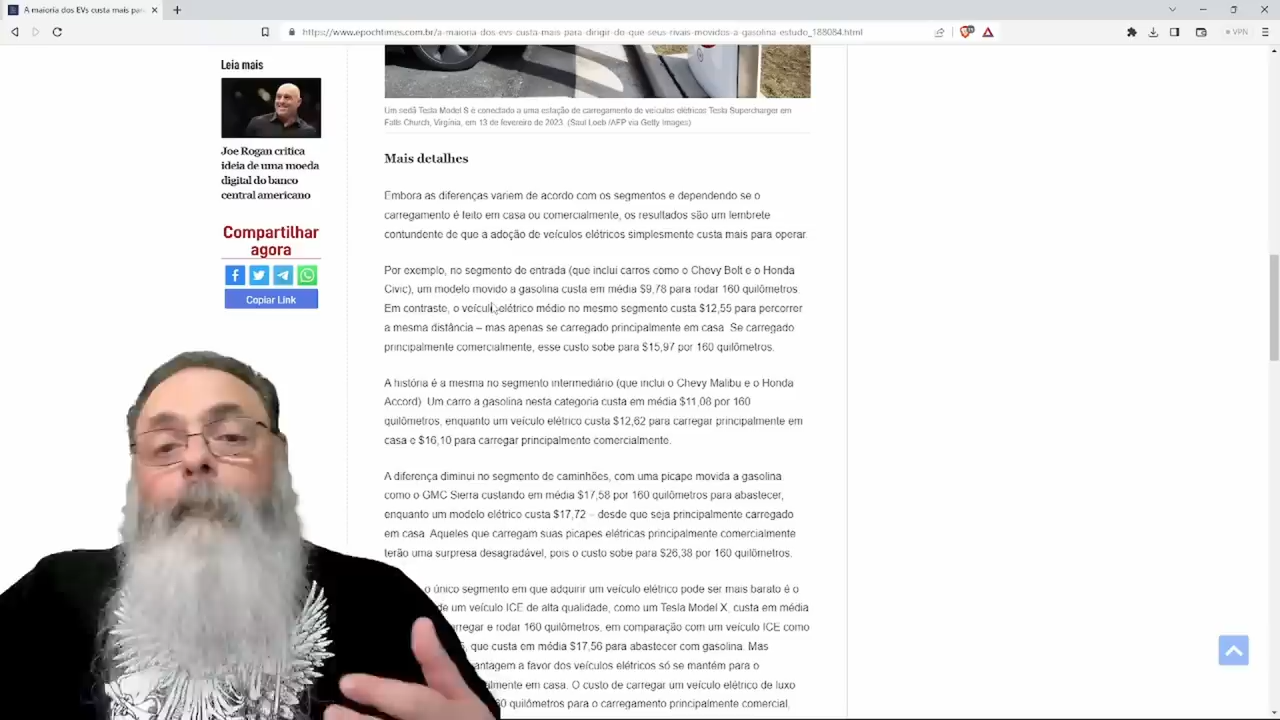 A maioria dos EVs custa mais par
https://www.epochtimes.com.br/a-maioria-dos-evs-custa-mais-para-dirigir-do-que-seus-rivais-movidos-a-gasolina-estudo_188084.html
VPN
Leia mais
Joe Rogan critica
ideia de uma moeda
digital do banco
central americano
Compartilhar
agora
Copiar Link
Um sedã Tesla Model S é conectado a uma estação de carregamento de veículos elétricos Tesla Supercharger em
Falls Church, Virgínia, em 13 de fevereiro de 2023. (Saul Loeb /AFP via Getty Images)
Mais detalhes
Embora as diferenças variem de acordo com os segmentos e dependendo se o
carregamento é feito em casa ou comercialmente, os resultados são um lembrete
contundente de que a adoção de veículos elétricos simplesmente custa mais para operar.
Por exemplo, no segmento de entrada (que inclui carros como o Chevy Bolt e o Honda
Civic), um modelo movido a gasolina custa em média $9,78 para rodar 160 quilômetros.
Em contraste, o veículo elétrico médio no mesmo segmento custa $12,55 para percorrer
a mesma distância – mas apenas se carregado principalmente em casa. Se carregado
principalmente comercialmente, esse custo sobe para $15,97 por 160 quilômetros.
A história é a mesma no segmento intermediário (que inclui o Chevy Malibu e o Honda
Accord). Um carro a gasolina nesta categoria custa em média $11,08 por 160
quilômetros, enquanto um veículo elétrico custa $12,62 para carregar principalmente em
casa e $16,10 para carregar principalmente comercialmente.
A diferença diminui no segmento de caminhões, com uma picape movida a gasolina
como o GMC Sierra custando em média $17,58 por 160 quilômetros para abastecer,
enquanto um modelo elétrico custa $17,72 – desde que seja principalmente carregado
em casa. Aqueles que carregam suas picapes elétricas principalmente comercialmente
terão uma surpresa desagradável, pois o custo sobe para $26,38 por 160 quilômetros.
o único segmento em que adquirir um veículo elétrico pode ser mais barato é o
de um veículo ICE de alta qualidade, como um Tesla Model X, custa em média
e rodar 160 quilômetros, em comparação com um veículo ICE como
que custa em média $17,56 para abastecer com gasolina. Mas
a favor dos veículos elétricos só se mantém para o
em casa. O custo de carregar um veículo elétrico de luxo
quilômetros para o carregamento principalmente comercial,